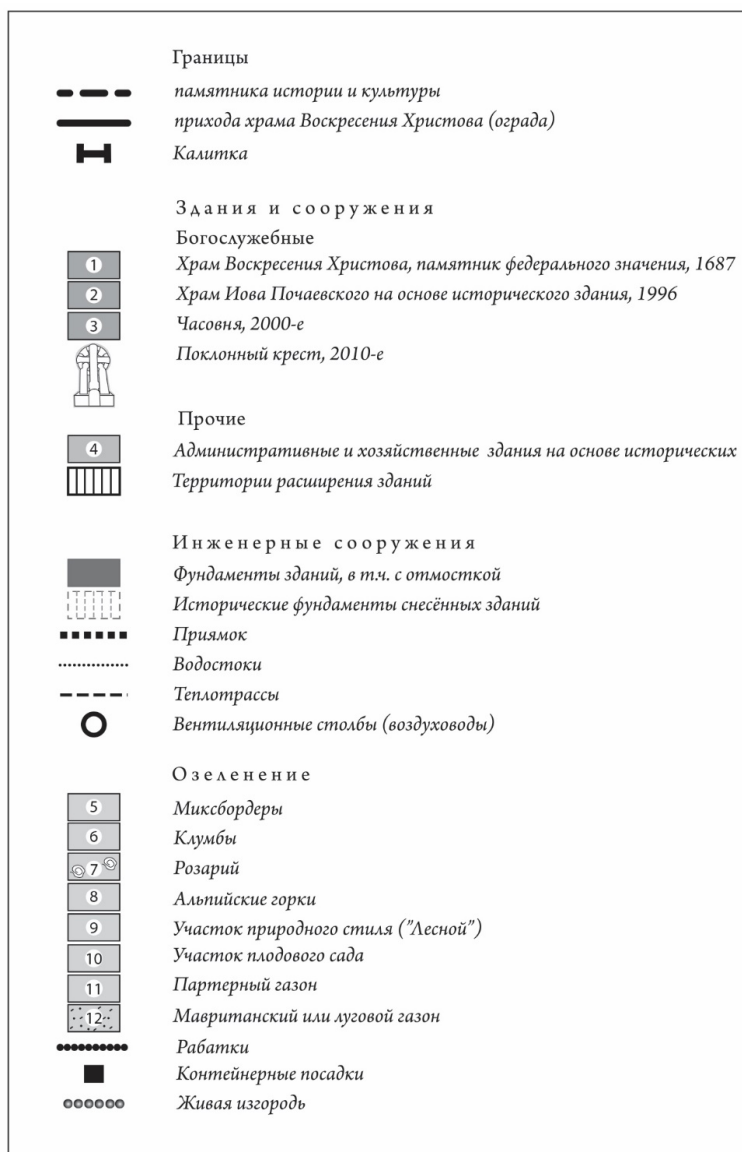 Границы
памятника истории и культуры
прихода храма Воскресения Христова (ограда)
Калитка
Здания и сооружения
Богослужебные
1 Храм Воскресения Христова, памятник федерального значения, 1687
2 Храм Иова Почаевского на основе исторического здания, 1996
3 Часовня, 2000-е
Поклонный крест, 2010-е
Прочие
4 Административные и хозяйственные здания на основе исторических
Территории расширения зданий
Инженерные сооружения
Фундаменты зданий, в т.ч. с отмосткой
Исторические фундаменты снесённых зданий
Приямок
Водостоки
Теплотрассы
Вентиляционные столбы (воздуховоды)
Озеленение
5 Миксбордеры
6 Клумбы
7 Розарий
8 Альпийские горки
9 Участок природного стиля ("Лесной")
10 Участок плодового сада
11 Партерный газон
12 Мавританский или луговой газон
Рабатки
Контейнерные посадки
Живая изгородь